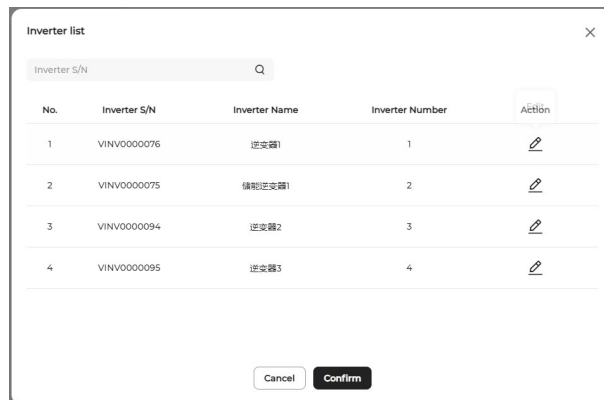 Inverter list
Inverter S/N
No. Inverter S/N Inverter Name Inverter Number Action
1 VINV0000076 逆变器1 1
2 VINV0000075 储能逆变器1 2
3 VINV0000094 逆变器2 3
4 VINV0000095 逆变器3 4
Cancel Confirm